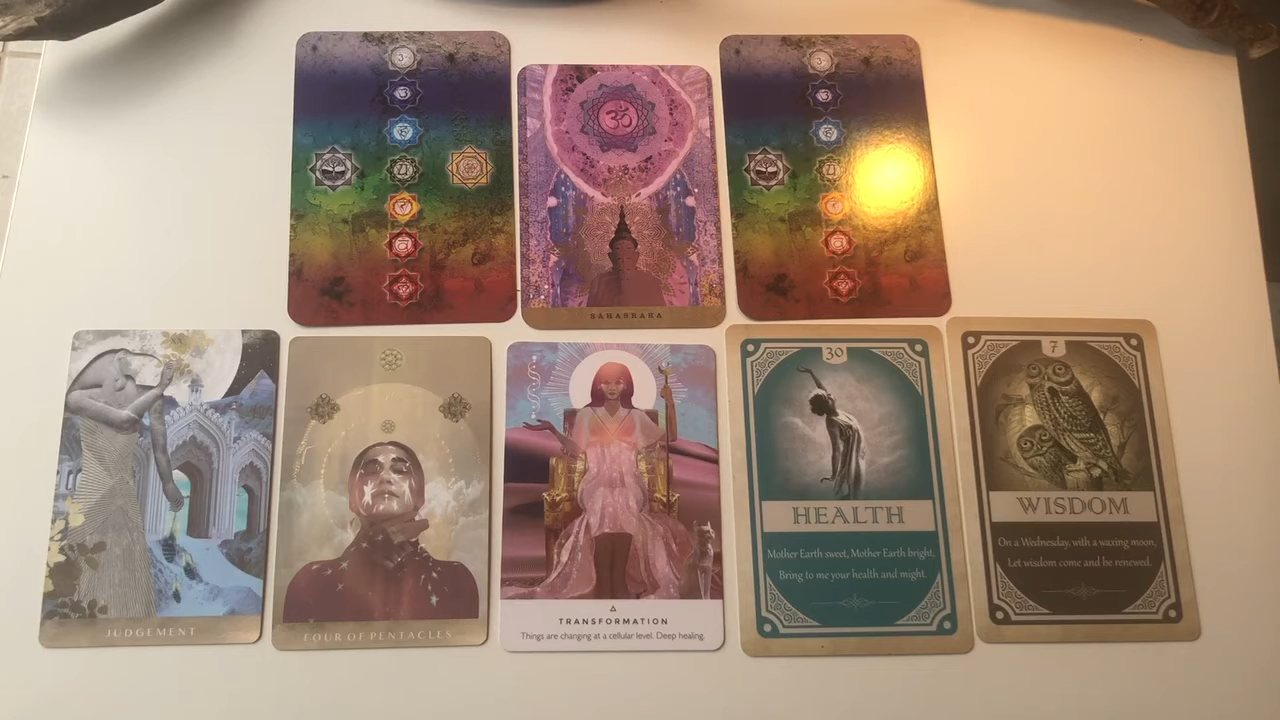 ॐ
SAHASRARA
XX
JUDGEMENT
FOUR OF PENTACLES
TRANSFORMATION
Things are changing at a cellular level. Deep healing.
30
HEALTH
Mother Earth sweet, Mother Earth bright,
Bring to me your health and might.
7
WISDOM
On a Wednesday, with a waxing moon,
Let wisdom come and be renewed.